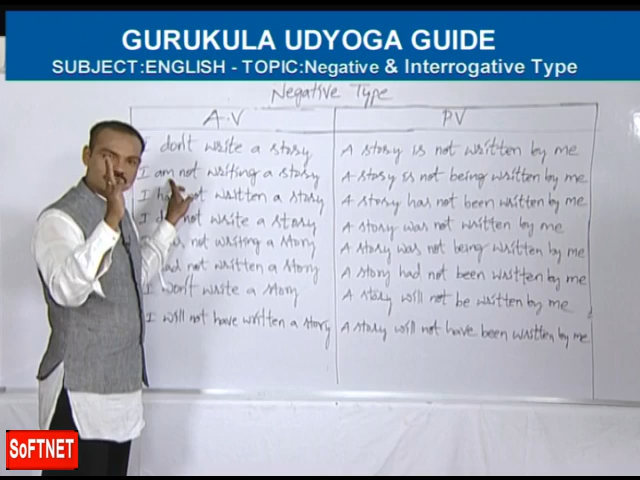 GURUKULA UDYOGA GUIDE
SUBJECT:ENGLISH - TOPIC:Negative & Interrogative Type
Negative Type
A.V PV
I don't write a story A story is not written by me
I am not writing a story A story is not being written by me
I not written a story A story has not been written by me
I not write a story A story was not written by me
not writing a story A story was not being written by me
had not written a story A story had not been written by me
I won't write a story A story will not be written by me
I will not have written a story A story will not have been written by me
SoFTNET